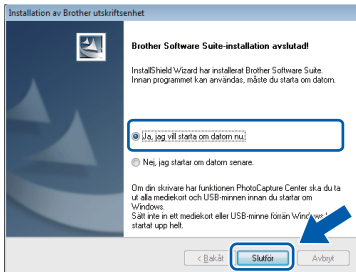 Installation av Brother utskriftsenhet
Brother Software Suite-installation avslutad!
InstallShield Wizard har installerat Brother Software Suite.
Innan programmet kan användas, måste du starta om datorn.
Ja, jag vill starta om datorn nu.
Nej, jag startar om datorn senare.
Om din skrivare har funktionen PhotoCapture Center ska du ta
ut alla mediekort och USB-minnen innan du startar om
Windows.
Sätt inte in ett mediekort eller USB-minne förrän Windows
startat upp helt.
< Bakåt
Slutför
Avbryt